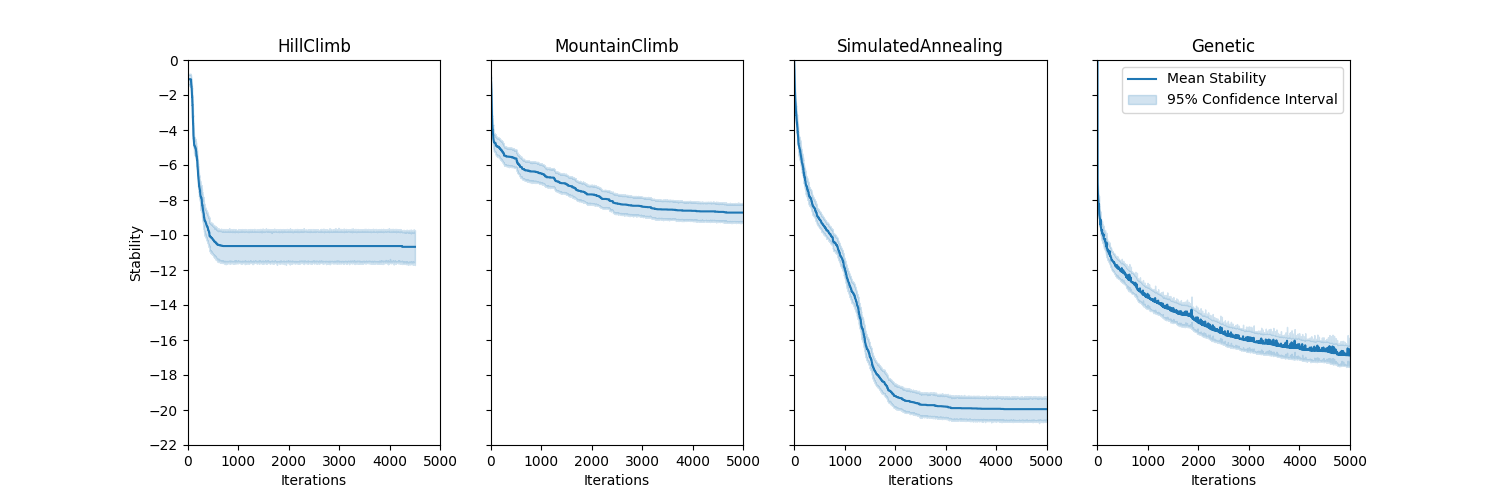 HillClimb
MountainClimb
SimulatedAnnealing
Genetic
Mean Stability
95% Confidence Interval
Stability
0
−2
−4
−6
−8
−10
−12
−14
−16
−18
−20
−22
0 1000 2000 3000 4000 5000
0 1000 2000 3000 4000 5000
0 1000 2000 3000 4000 5000
0 1000 2000 3000 4000 5000
Iterations
Iterations
Iterations
Iterations